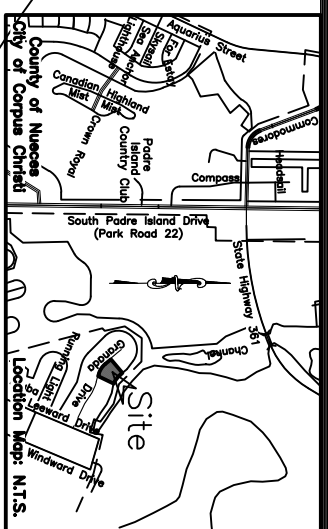 Aquarius Street
Fortuna
Skysail
Sea Anchor
Lighthouse
Canadian
Mist
Highland
Mist
Crown Royal
Padre
Island
Country Club
Commodores
Headsail
Compass
South Padre Island Drive
(Park Road 22)
State Highway 361
Channel
Granada
Drive
Running Light
Leeward Drive
Windward Drive
Site
County of Nueces
City of Corpus Christi
Location Map: N.T.S.